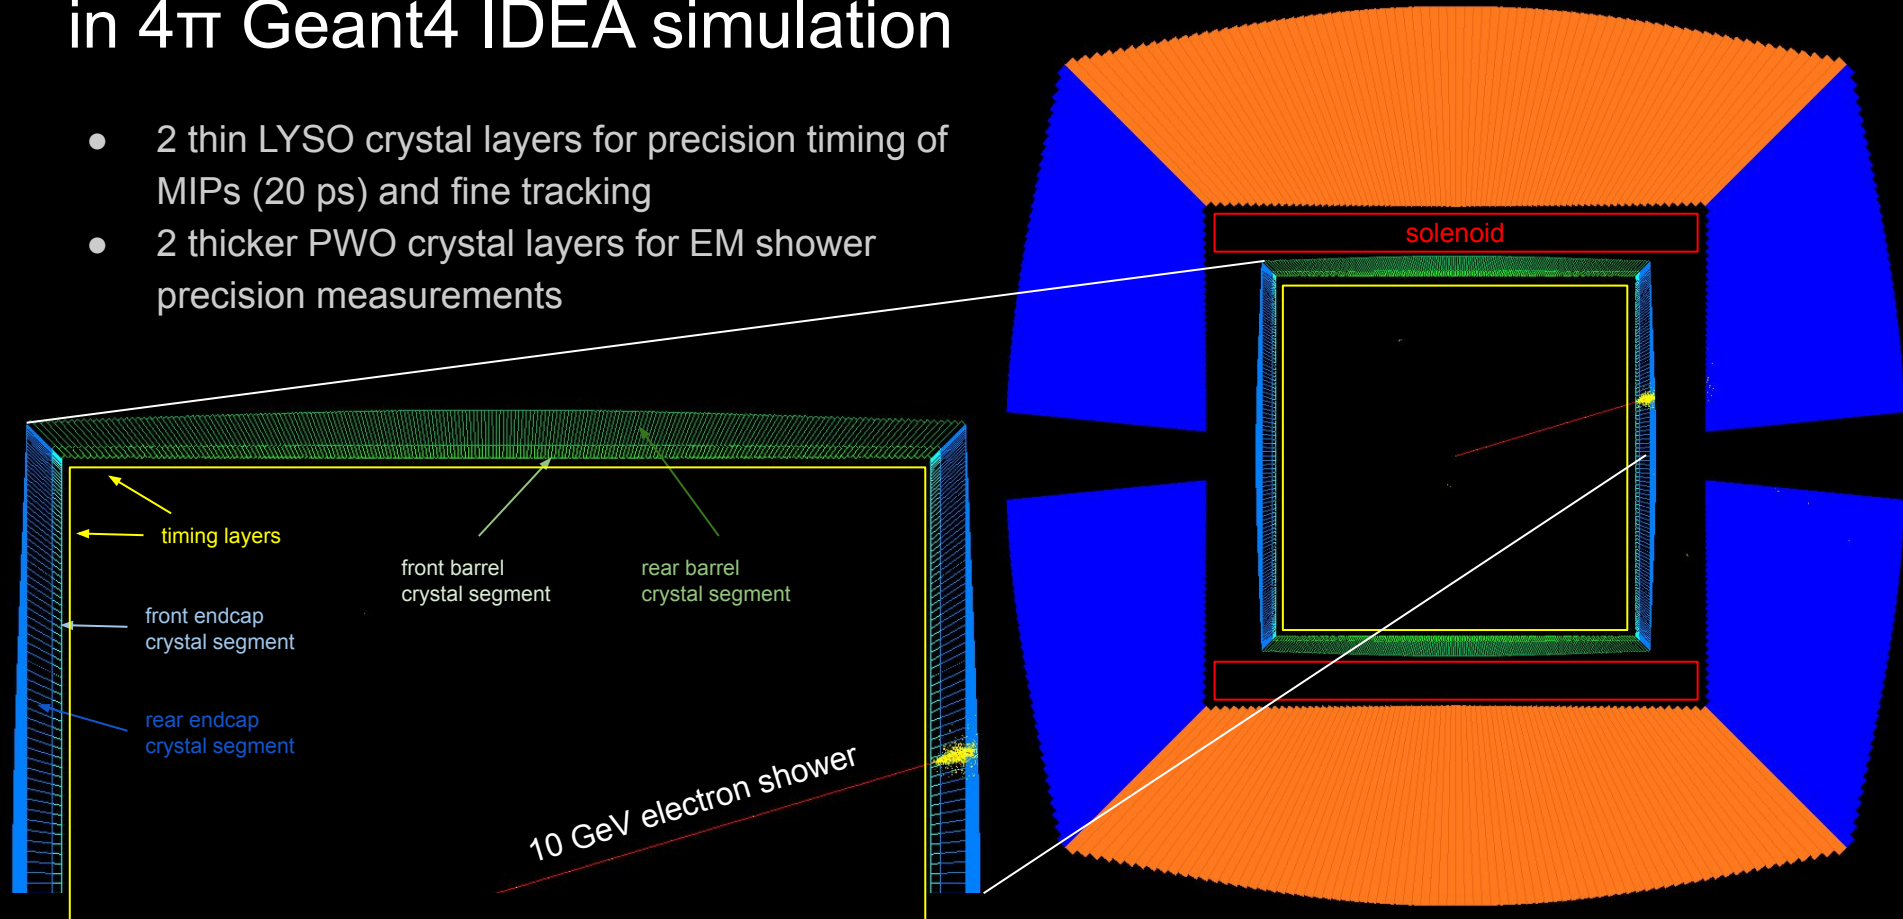 in 4π Geant4 IDEA simulation
● 2 thin LYSO crystal layers for precision timing of
MIPs (20 ps) and fine tracking
● 2 thicker PWO crystal layers for EM shower
precision measurements
solenoid
timing layers
front barrel
crystal segment
rear barrel
crystal segment
front endcap
crystal segment
rear endcap
crystal segment
10 GeV electron shower